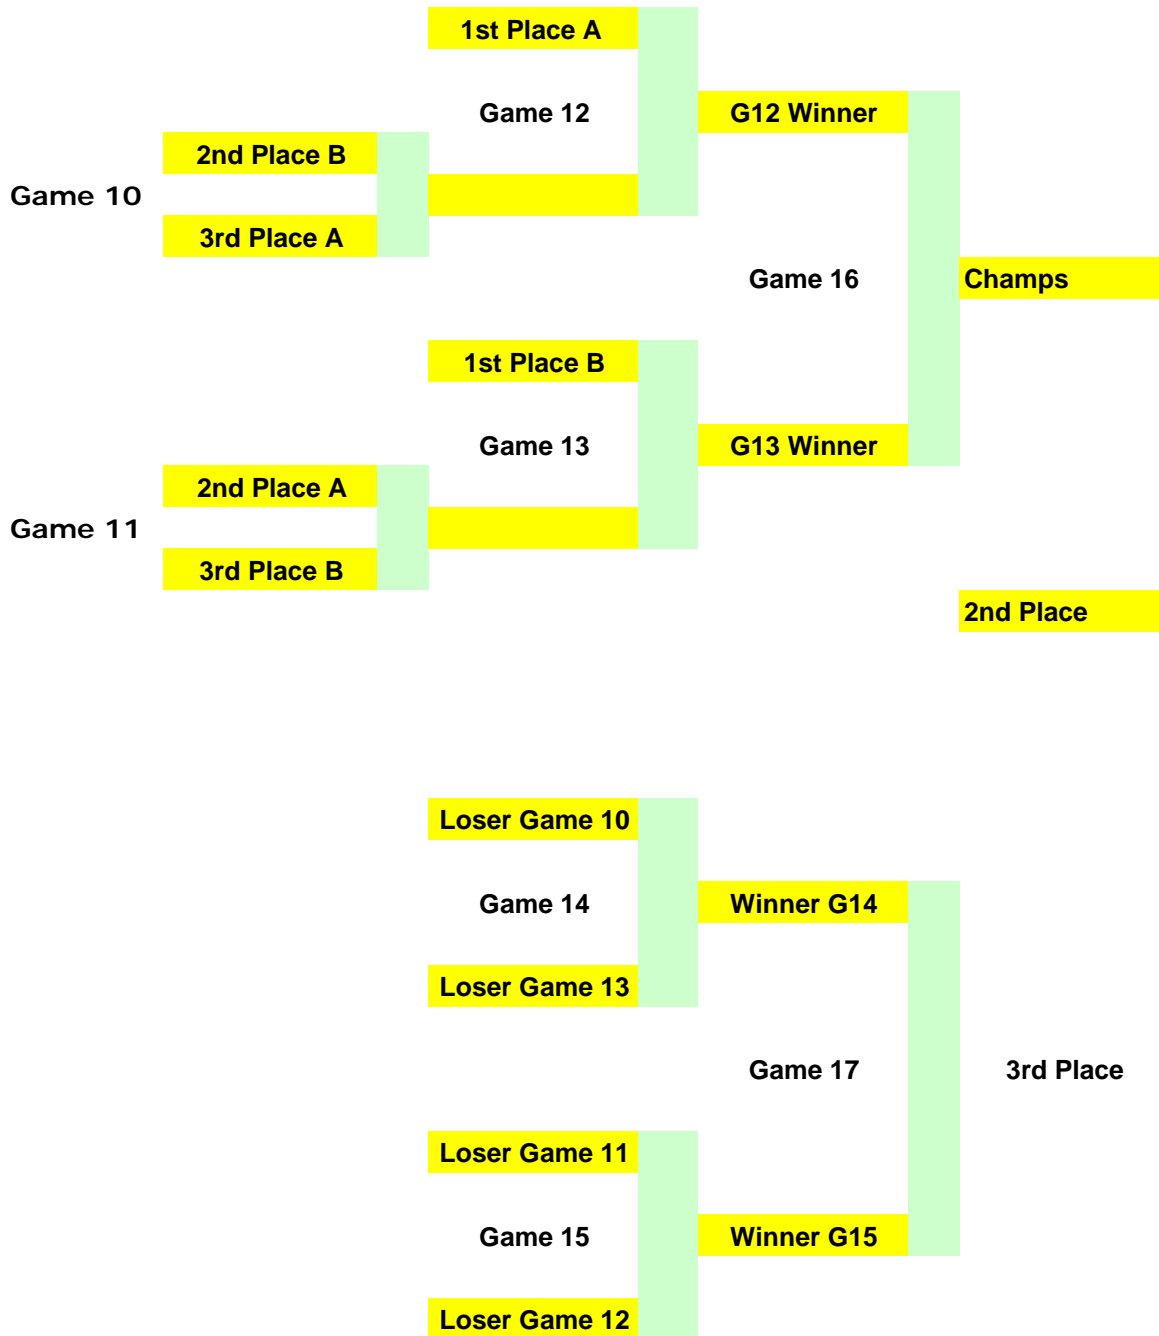 1st Place A
Game 12
G12 Winner
2nd Place B
Game 10
3rd Place A
Game 16
Champs
1st Place B
Game 13
G13 Winner
2nd Place A
Game 11
3rd Place B
2nd Place
Loser Game 10
Game 14
Winner G14
Loser Game 13
Game 17
3rd Place
Loser Game 11
Game 15
Winner G15
Loser Game 12